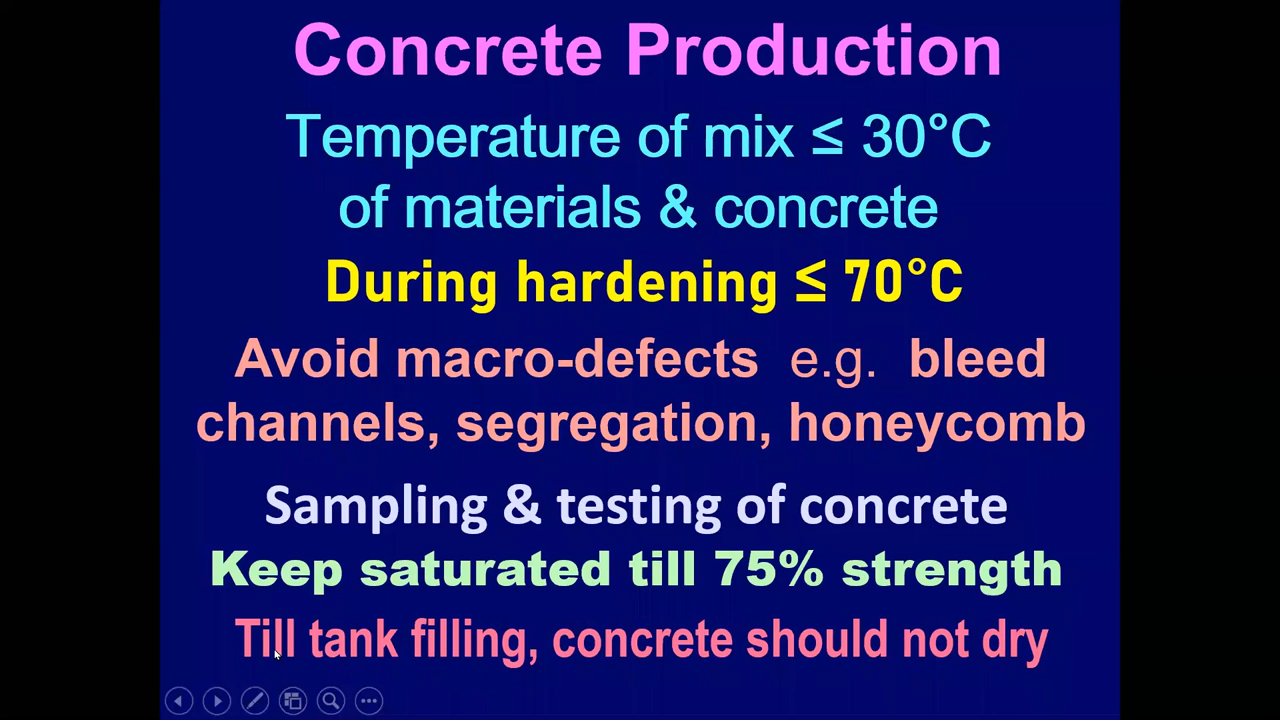 Concrete Production
Temperature of mix ≤ 30°C
of materials & concrete
During hardening ≤ 70°C
Avoid macro-defects e.g. bleed
channels, segregation, honeycomb
Sampling & testing of concrete
Keep saturated till 75% strength
Till tank filling, concrete should not dry